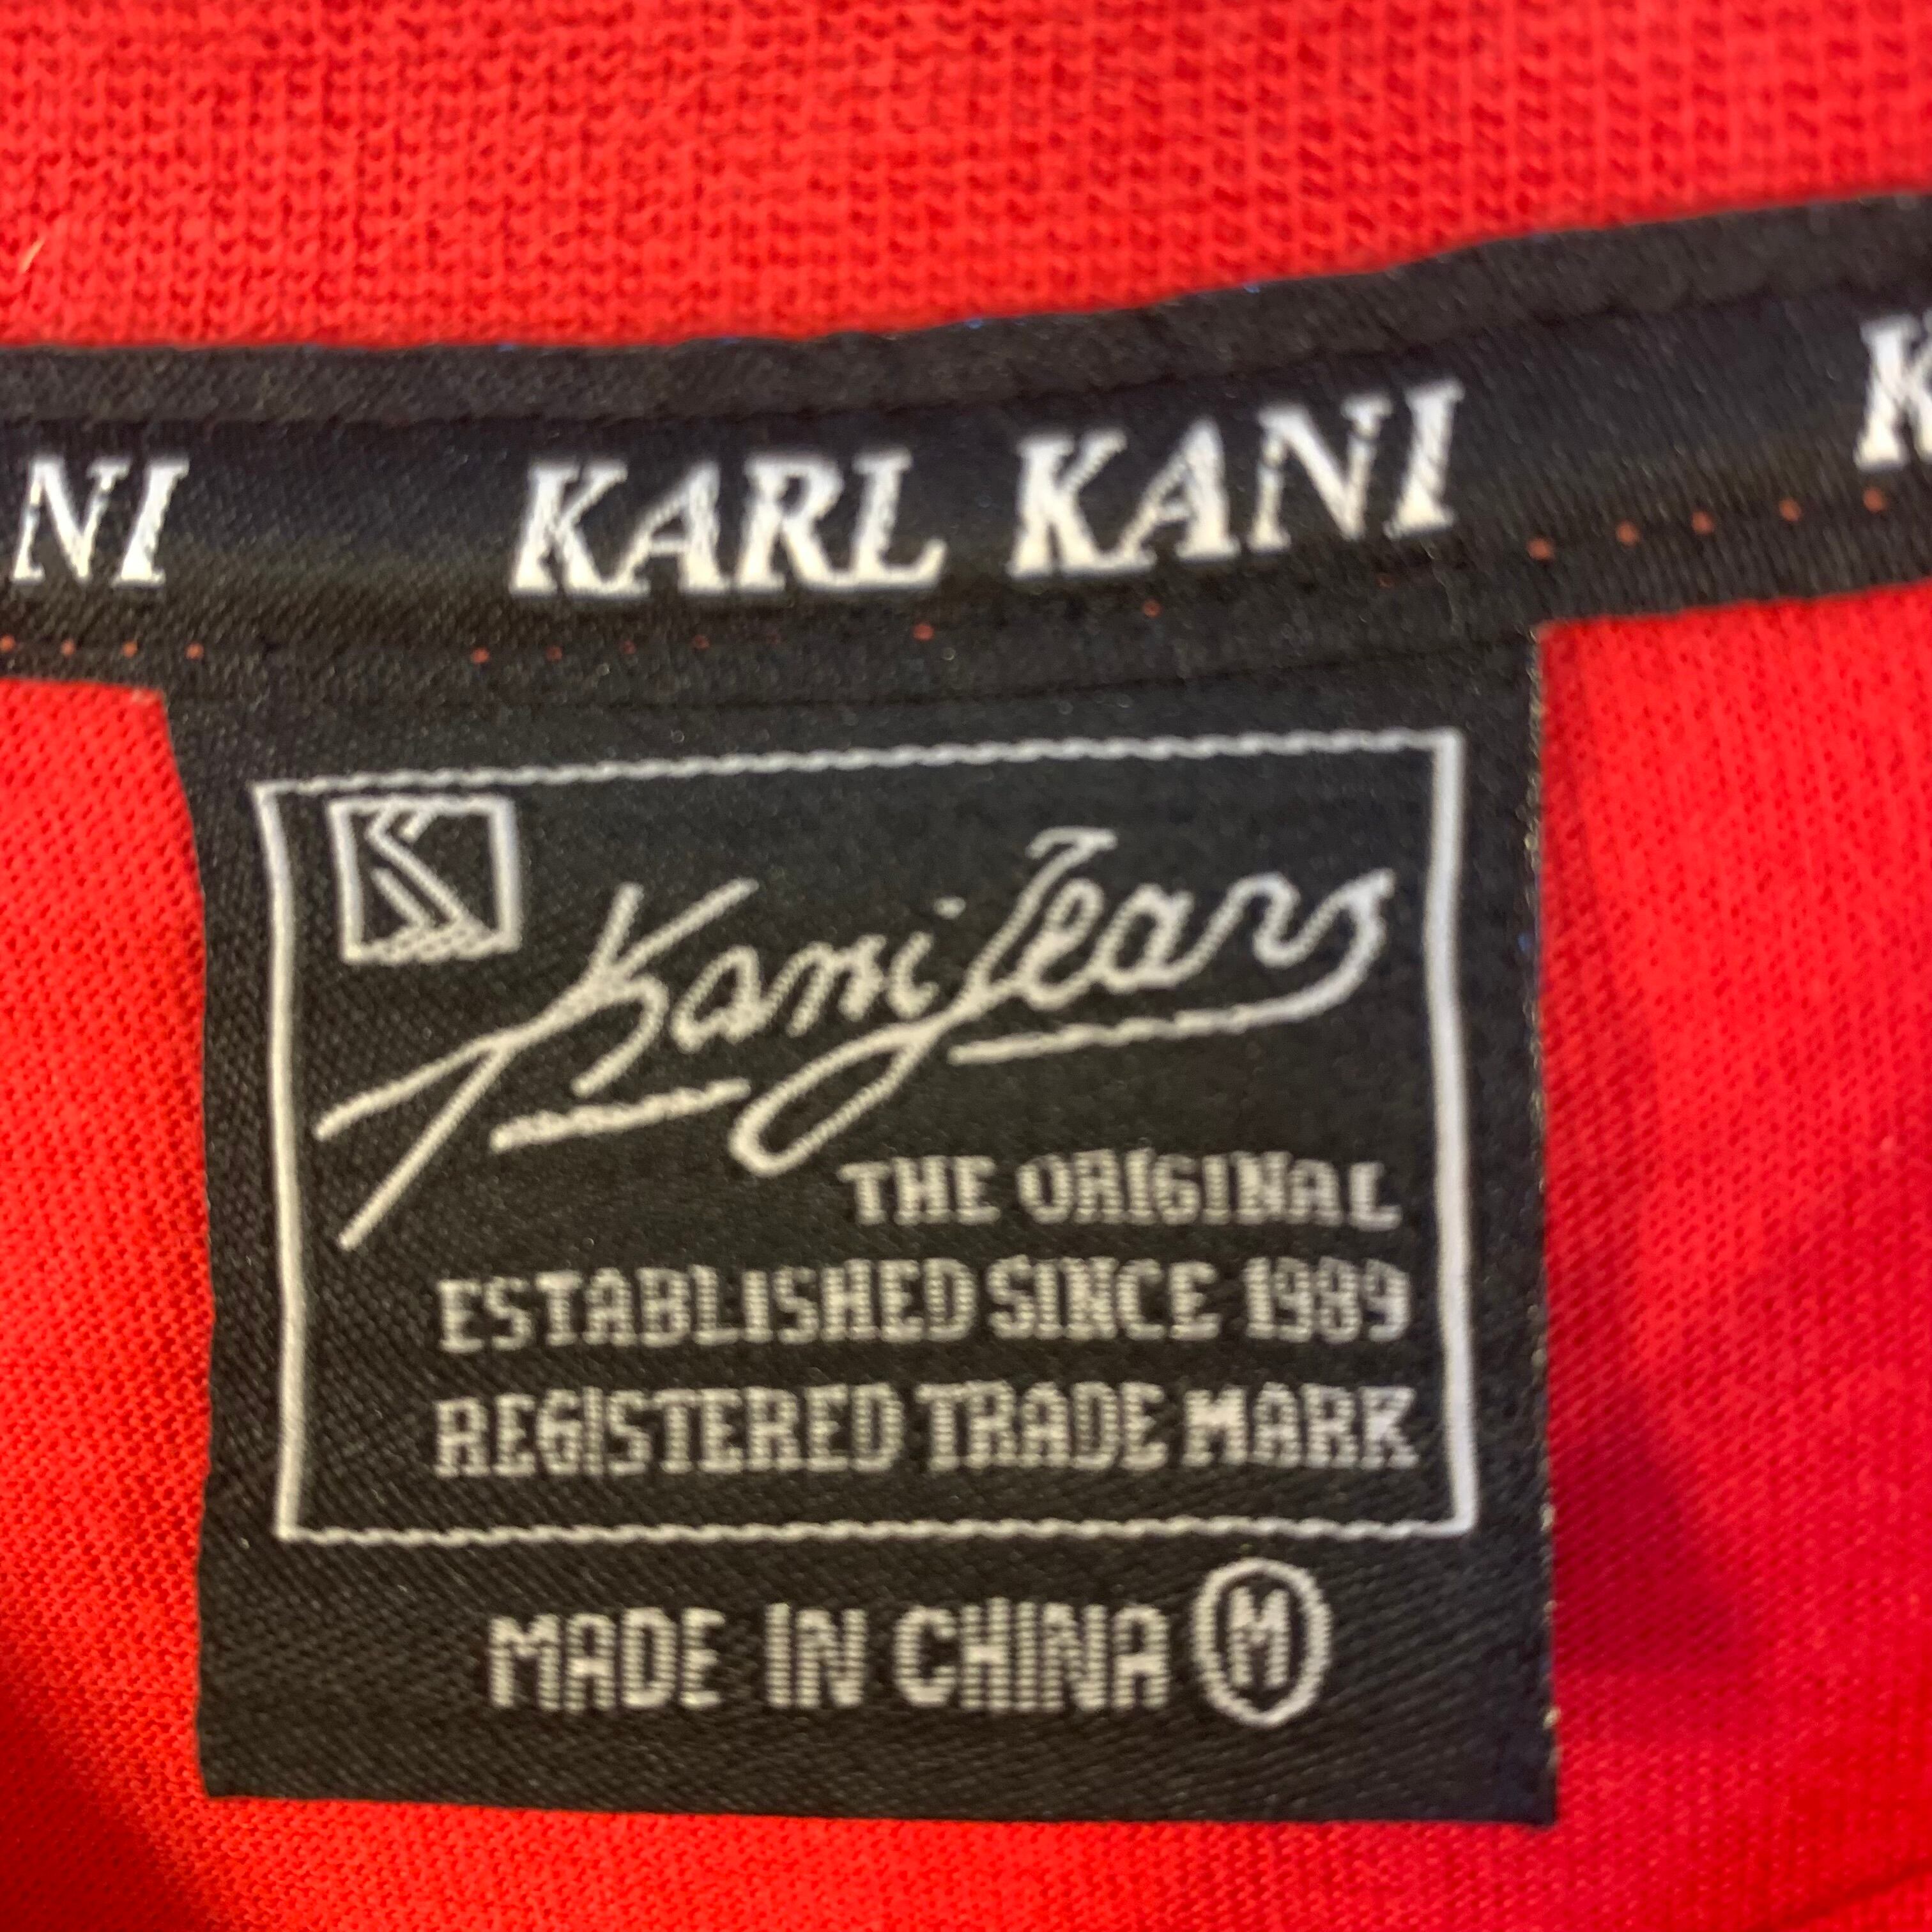 NI KARL KANI K
K
Kani Jeans
THE ORIGINAL
ESTABLISHED SINCE 1989
REGISTERED TRADE MARK
MADE IN CHINA M